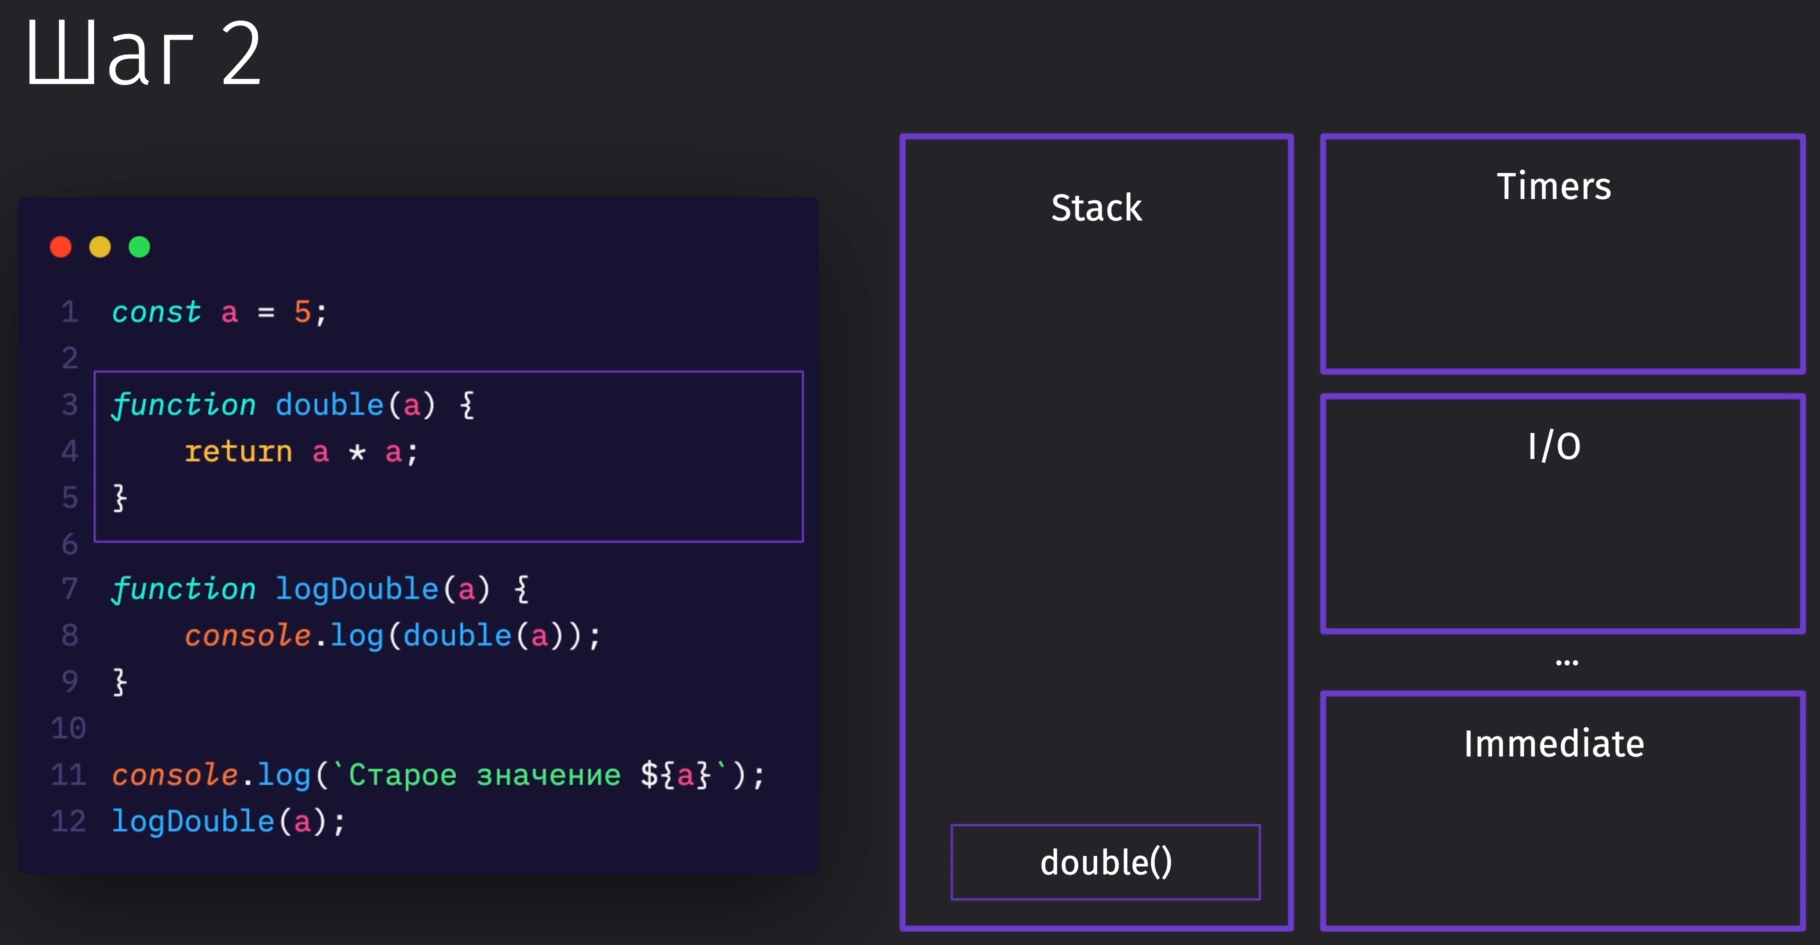 Шаг 2
1 const a = 5;
2
3 function double(a) {
4 return a * a;
5 }
6
7 function logDouble(a) {
8 console.log(double(a));
9 }
10
11 console.log(`Старое значение ${a}`);
12 logDouble(a);
Stack
double()
Timers
I/O
...
Immediate